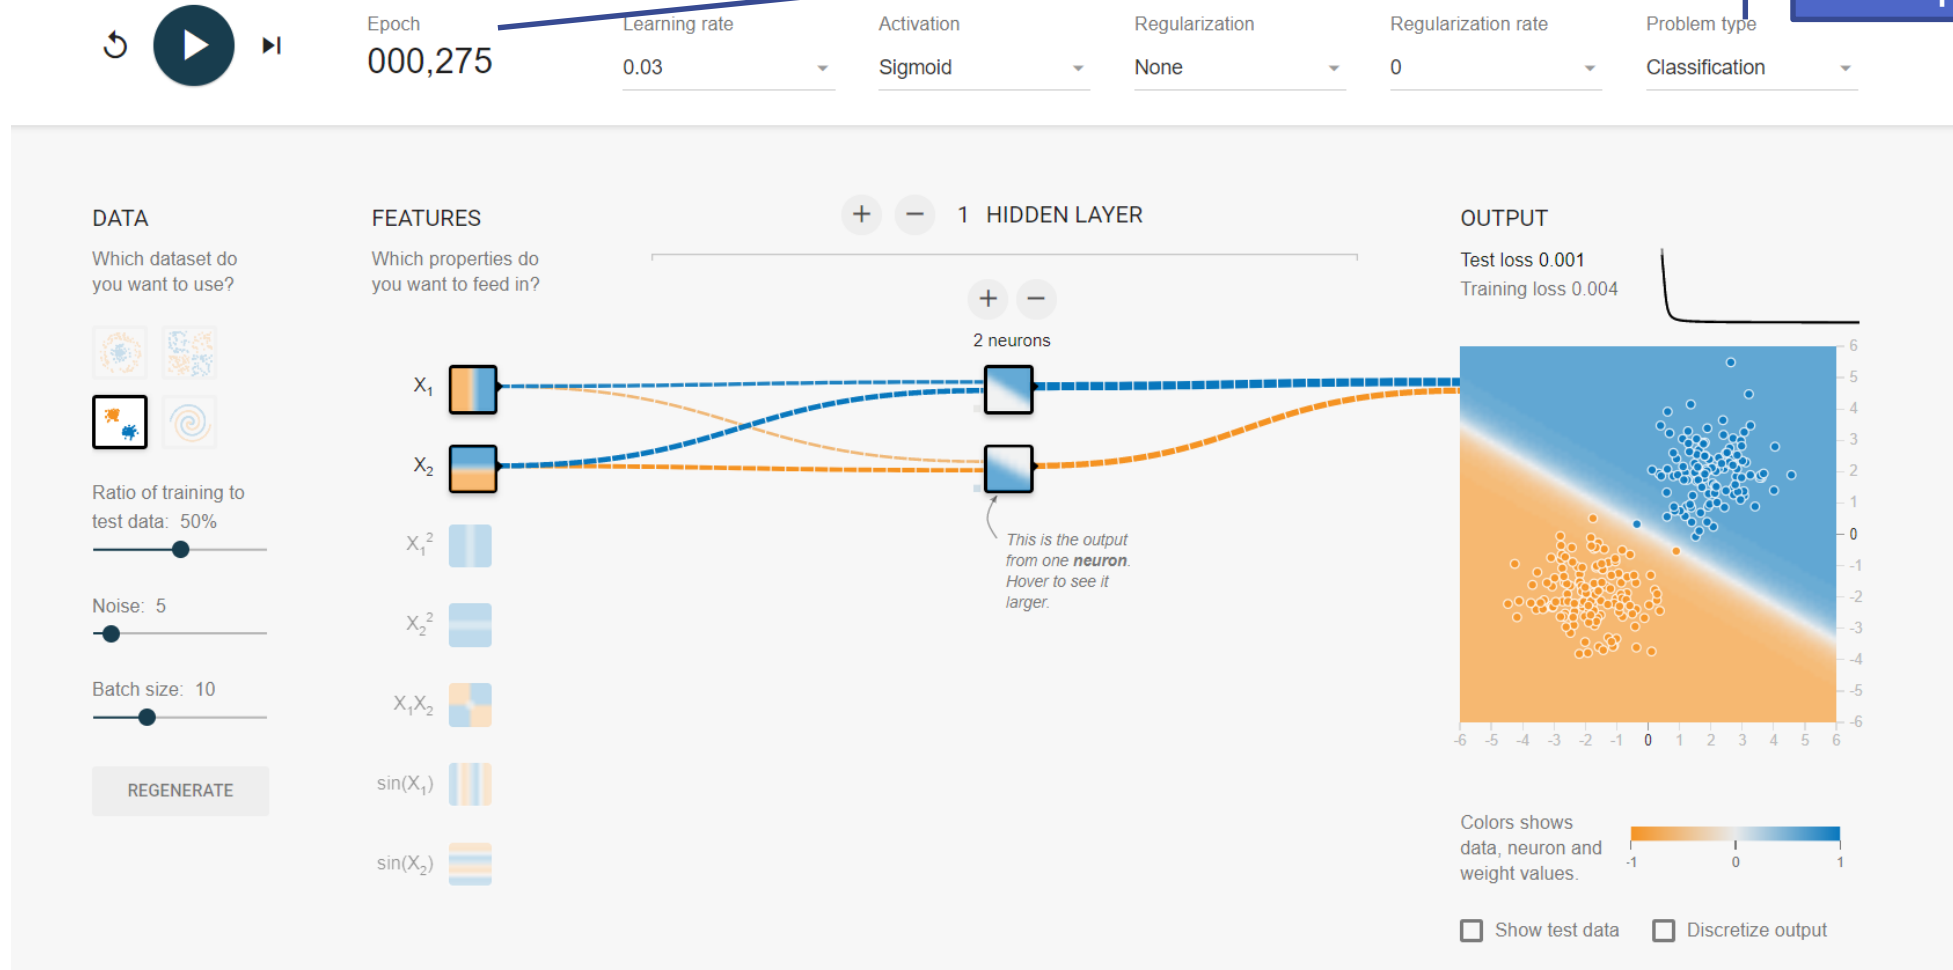 Epoch
000,275
Learning rate
0.03
Activation
Sigmoid
Regularization
None
Regularization rate
0
Problem type
Classification
DATA
Which dataset do
you want to use?
Ratio of training to
test data: 50%
Noise: 5
Batch size: 10
REGENERATE
FEATURES
Which properties do
you want to feed in?
X₁
X₂
X₁²
X₂²
X₁X₂
sin(X₁)
sin(X₂)
+ − 1 HIDDEN LAYER
+ −
2 neurons
This is the output
from one neuron.
Hover to see it
larger.
OUTPUT
Test loss 0.001
Training loss 0.004
6
5
4
3
2
1
0
-1
-2
-3
-4
-5
-6
-6 -5 -4 -3 -2 -1 0 1 2 3 4 5 6
Colors shows
data, neuron and
weight values.
-1 0 1
Show test data
Discretize output